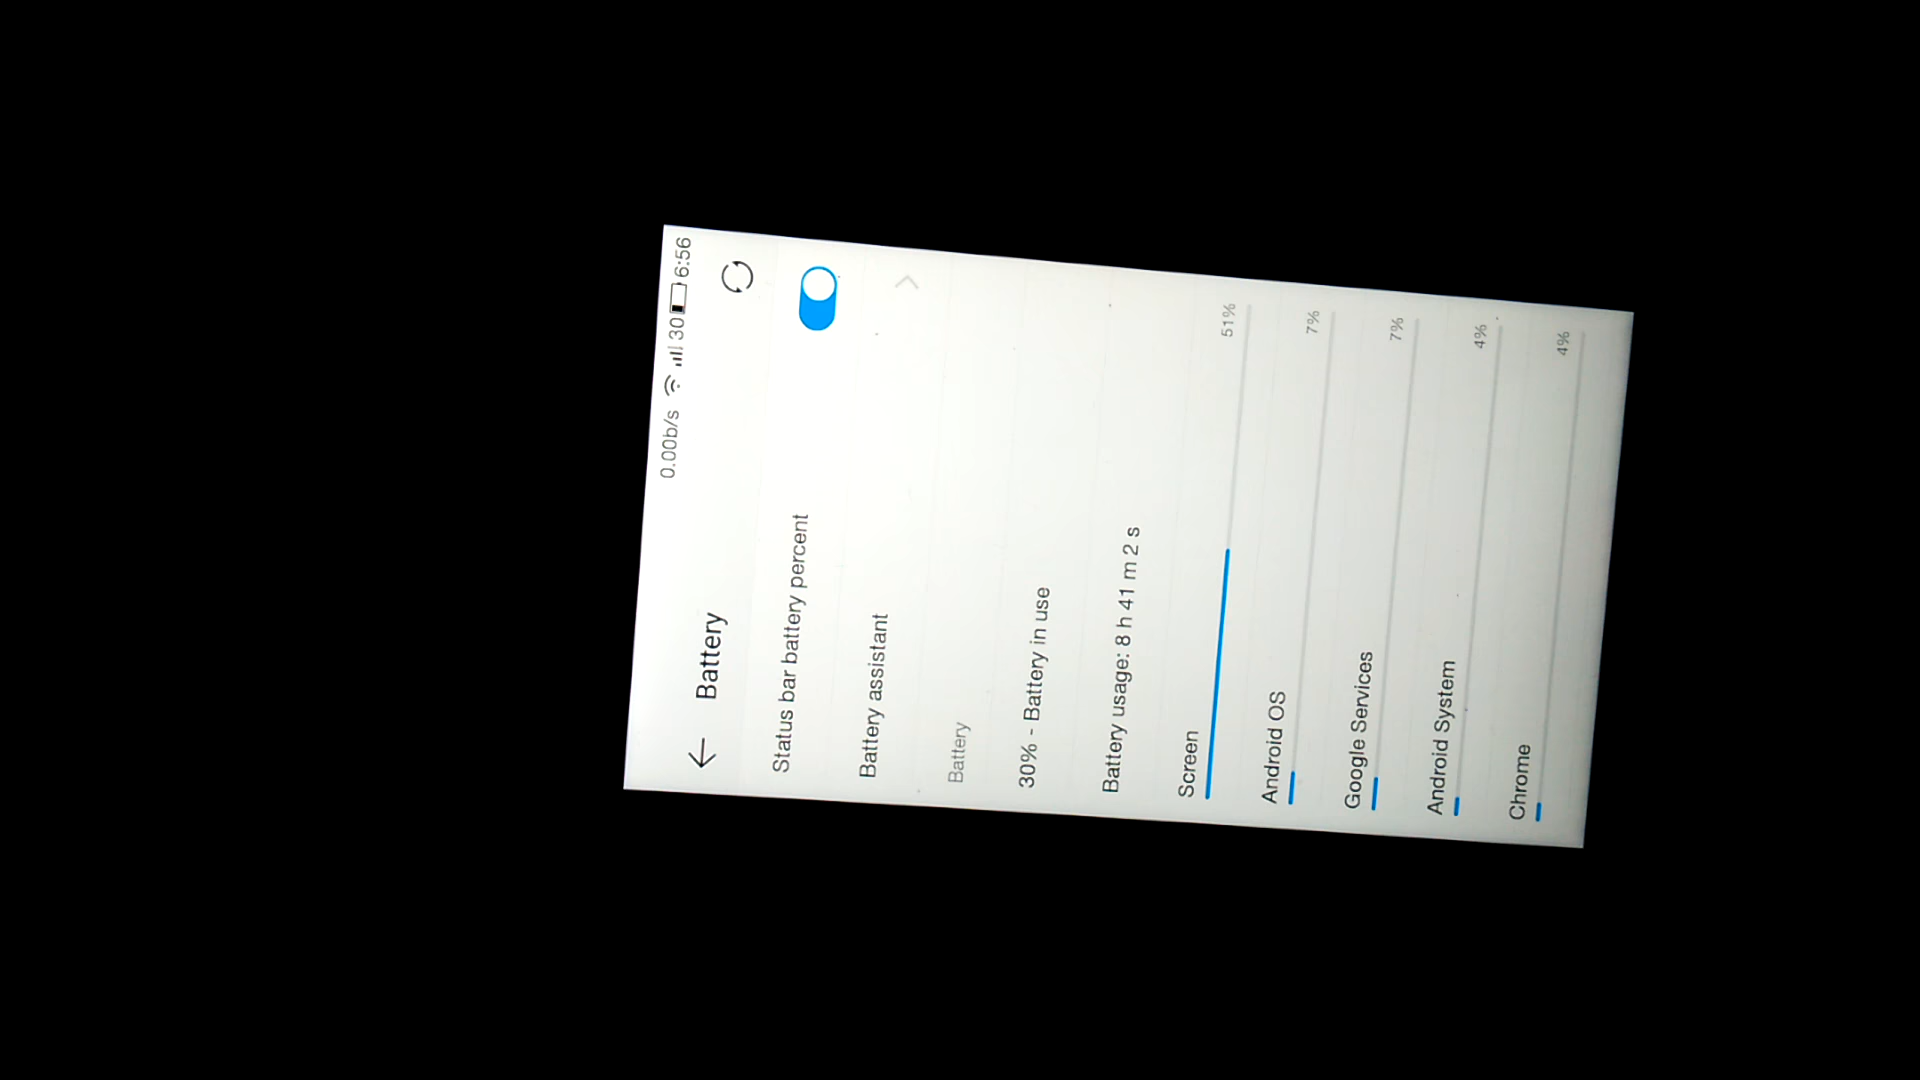 0.00b/s 30 6:56
Battery
Status bar battery percent
Battery assistant
Battery
30% - Battery in use
Battery usage: 8 h 41 m 2 s
Screen 51%
Android OS 7%
Google Services 7%
Android System 4%
Chrome 4%